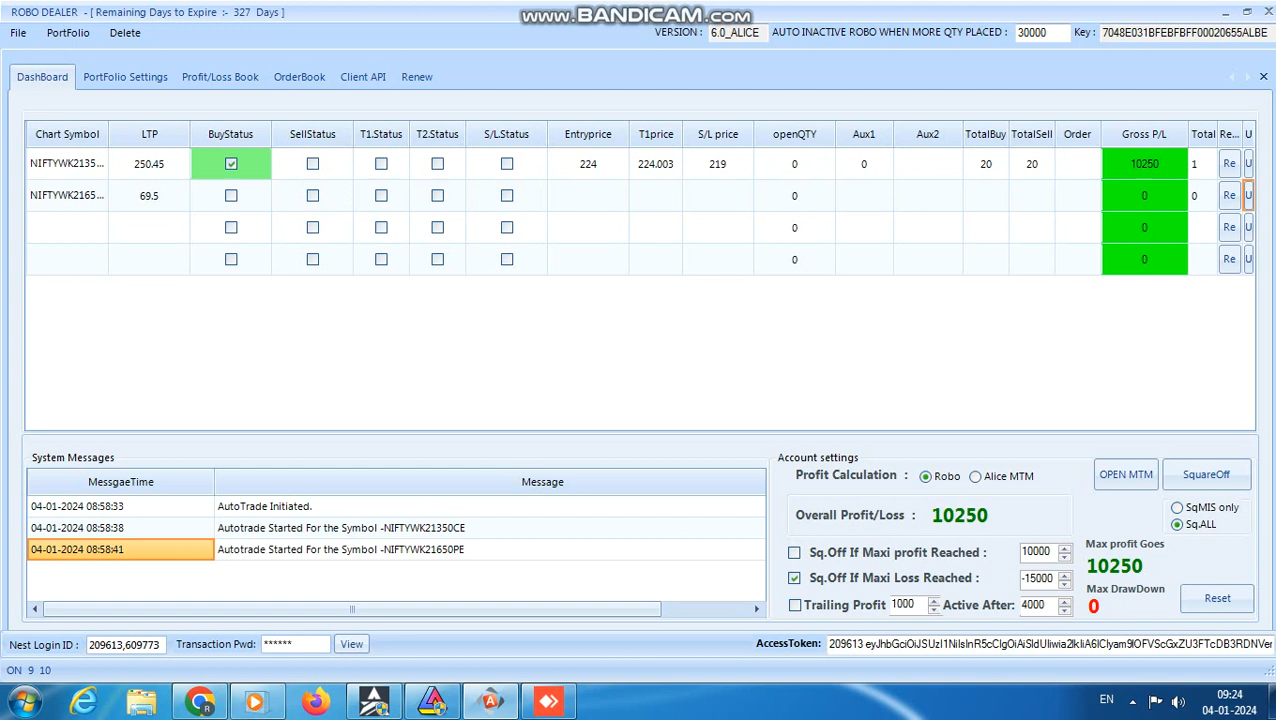 ROBO DEALER - [ Remaining Days to Expire :- 327 Days ]
www.BANDICAM.com
File PortFolio Delete
VERSION : 6.0_ALICE AUTO INACTIVE ROBO WHEN MORE QTY PLACED : 30000 Key : 7048E031BFEBFBFF00020655ALBE
DashBoard PortFolio Settings Profit/Loss Book OrderBook Client API Renew
Chart Symbol LTP BuyStatus SellStatus T1.Status T2.Status S/L.Status Entryprice T1price S/L price openQTY Aux1 Aux2 TotalBuy TotalSell Order Gross P/L Total Re... U
NIFTYWK2135... 250.45 224 224.003 219 0 0 20 20 10250 1 Re U
NIFTYWK2165... 69.5 0 0 0 Re U
0 0 Re U
0 0 Re U
System Messages
MessgaeTime Message
04-01-2024 08:58:33 AutoTrade Initiated.
04-01-2024 08:58:38 Autotrade Started For the Symbol -NIFTYWK21350CE
04-01-2024 08:58:41 Autotrade Started For the Symbol -NIFTYWK21650PE
Account settings
Profit Calculation : Robo Alice MTM OPEN MTM SquareOff
Overall Profit/Loss : 10250
SqMIS only
Sq.ALL
Sq.Off If Maxi profit Reached : 10000
Sq.Off If Maxi Loss Reached : -15000
Trailing Profit 1000 Active After: 4000
Max profit Goes
10250
Max DrawDown
0
Reset
Nest Login ID : 209613,609773 Transaction Pwd: ****** View
AccessToken: 209613
ON 9 10
EN
09:24
04-01-2024